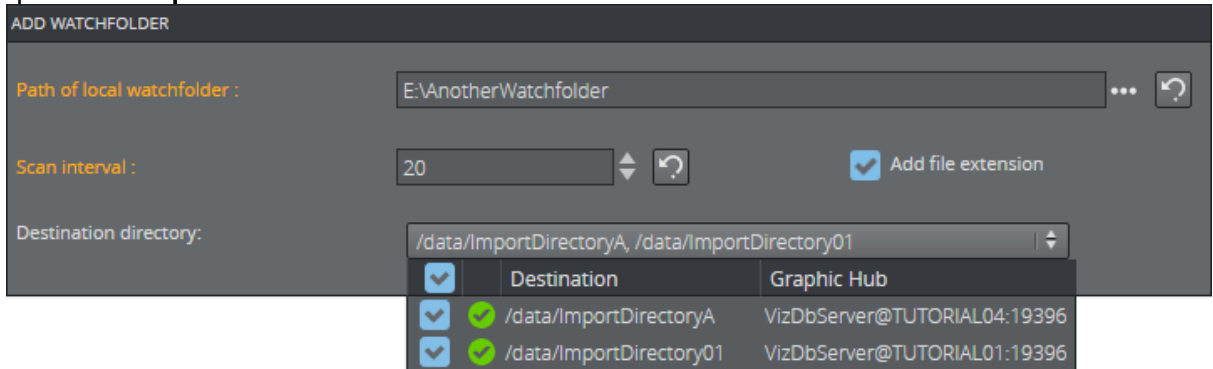 ADD WATCHFOLDER
Path of local watchfolder :
E:\AnotherWatchfolder
Scan interval :
20
Add file extension
Destination directory:
/data/ImportDirectoryA, /data/ImportDirectory01
Destination Graphic Hub
/data/ImportDirectoryA VizDbServer@TUTORIAL04:19396
/data/ImportDirectory01 VizDbServer@TUTORIAL01:19396